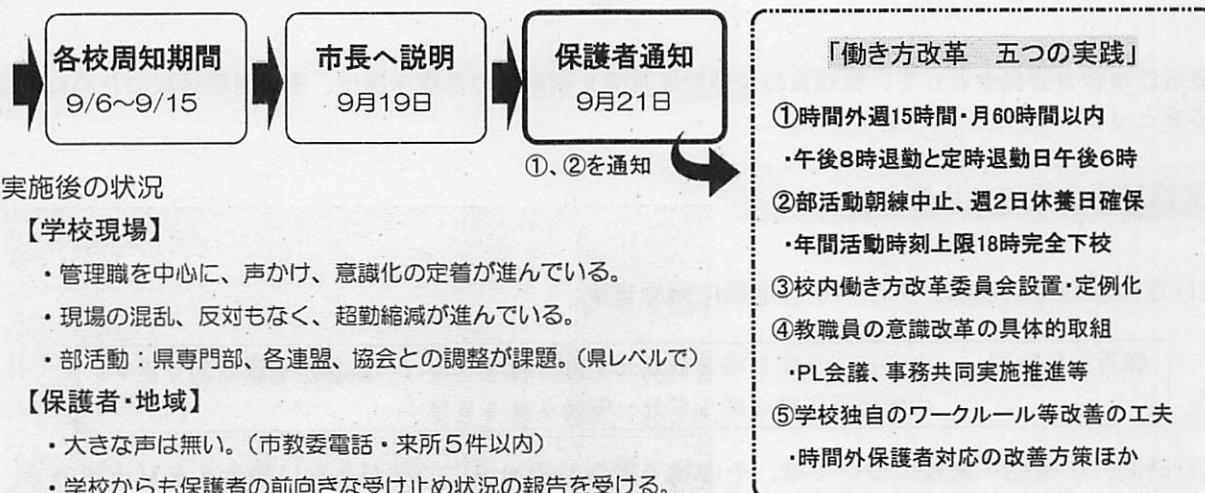 各校周知期間
9/6～9/15
市長へ説明
9月19日
保護者通知
9月21日
①、②を通知
実施後の状況
【学校現場】
・管理職を中心に、声かけ、意識化の定着が進んでいる。
・現場の混乱、反対もなく、超勤縮減が進んでいる。
・部活動：県専門部、各連盟、協会との調整が課題。（県レベルで）
【保護者・地域】
・大きな声は無い。（市教委電話・来所５件以内）
・学校からも保護者の前向きな受け止め状況の報告を受ける。
「働き方改革　五つの実践」
①時間外週15時間・月60時間以内
・午後8時退勤と定時退勤日午後6時
②部活動朝練中止、週2日休養日確保
・年間活動時刻上限18時完全下校
③校内働き方改革委員会設置・定例化
④教職員の意識改革の具体的取組
・PL会議、事務共同実施推進等
⑤学校独自のワークルール等改善の工夫
・時間外保護者対応の改善方策ほか